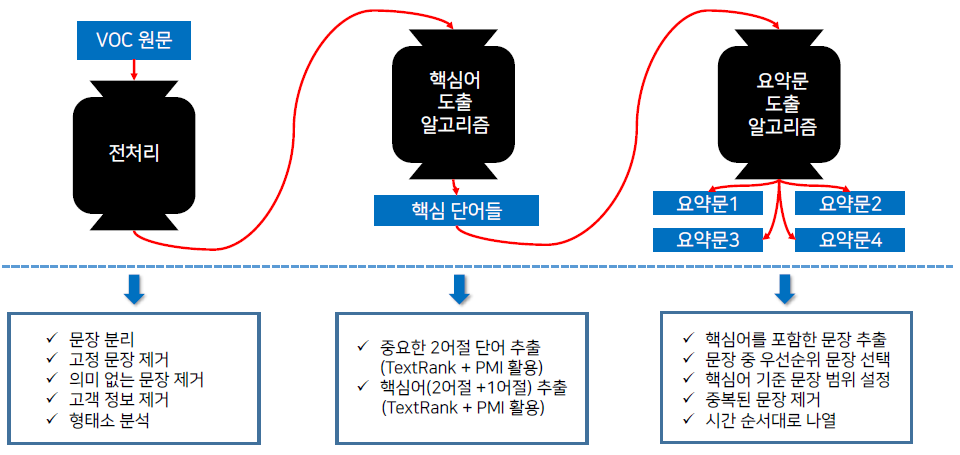 VOC 원문
전처리
핵심어
도출
알고리즘
핵심 단어들
요약문
도출
알고리즘
요약문1
요약문2
요약문3
요약문4
✓ 문장 분리
✓ 고정 문장 제거
✓ 의미 없는 문장 제거
✓ 고객 정보 제거
✓ 형태소 분석
✓ 중요한 2어절 단어 추출
(TextRank + PMI 활용)
✓ 핵심어(2어절 +1어절) 추출
(TextRank + PMI 활용)
✓ 핵심어를 포함한 문장 추출
✓ 문장 중 우선순위 문장 선택
✓ 핵심어 기준 문장 범위 설정
✓ 중복된 문장 제거
✓ 시간 순서대로 나열